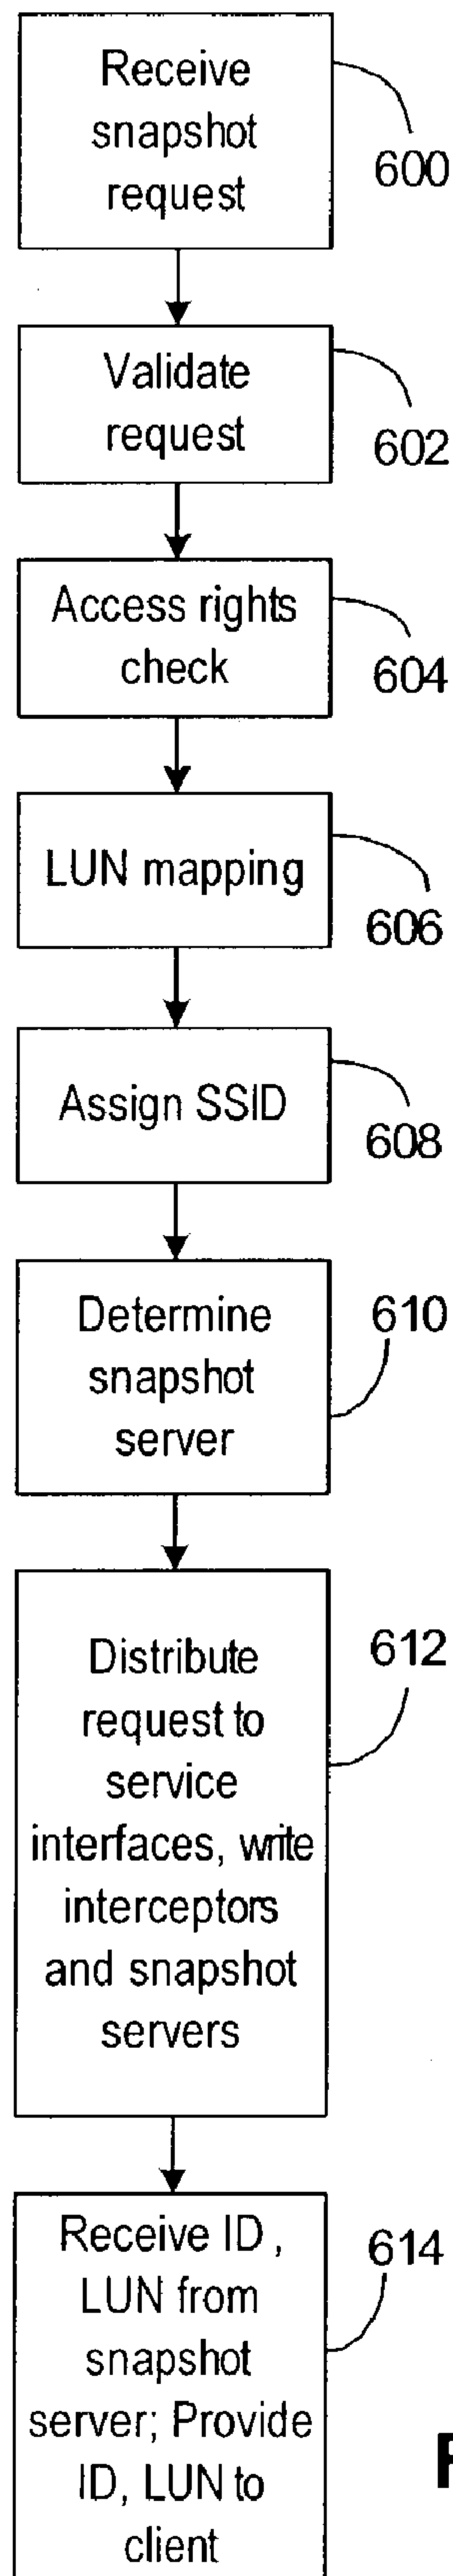 Receive
snapshot
request
600
Validate
request
602
Access rights
check
604
LUN mapping
606
Assign SSID
608
Determine
snapshot
server
610
Distribute
request to
service
interfaces, write
interceptors
and snapshot
servers
612
Receive ID ,
LUN from
snapshot
server; Provide
ID, LUN to
client
614